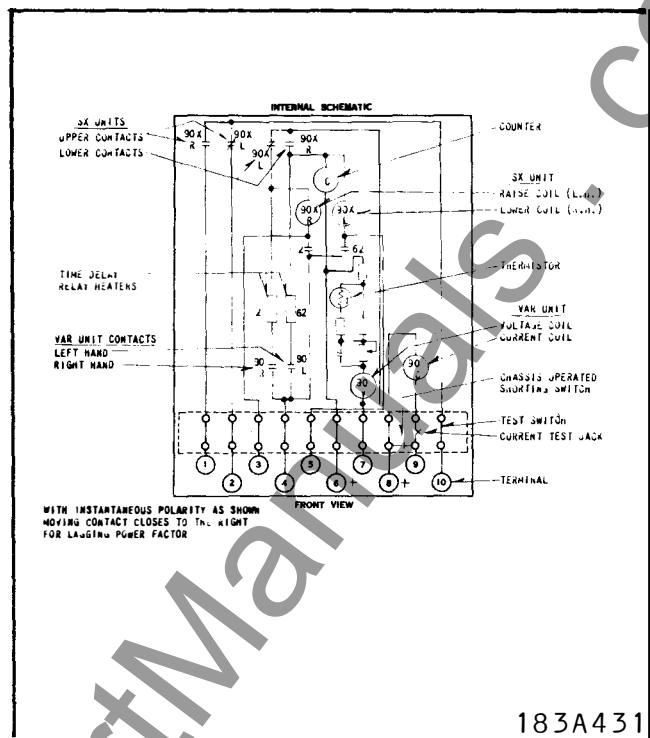 INTERNAL SCHEMATIC
SX UNITS
UPPER CONTACTS
LOWER CONTACTS
90X
R
90X
L
90X
L
90X
R
COUNTER
C
SX UNIT
RAISE COIL (L.H.)
LOWER COIL (R.H.)
90X
R
90X
L
2
62
THERMISTOR
TIME DELAY
RELAY HEATERS
2
62
VAR UNIT
VOLTAGE COIL
CURRENT COIL
VAR UNIT CONTACTS
LEFT HAND
RIGHT HAND
90
R
90
L
90
90
CHASSIS OPERATED
SHORTING SWITCH
TEST SWITCH
CURRENT TEST JACK
1
3
5
7
9
2
4
6
+
8
+
10
TERMINAL
FRONT VIEW
WITH INSTANTANEOUS POLARITY AS SHOWN
MOVING CONTACT CLOSES TO THE RIGHT
FOR LAGGING POWER FACTOR
183A431